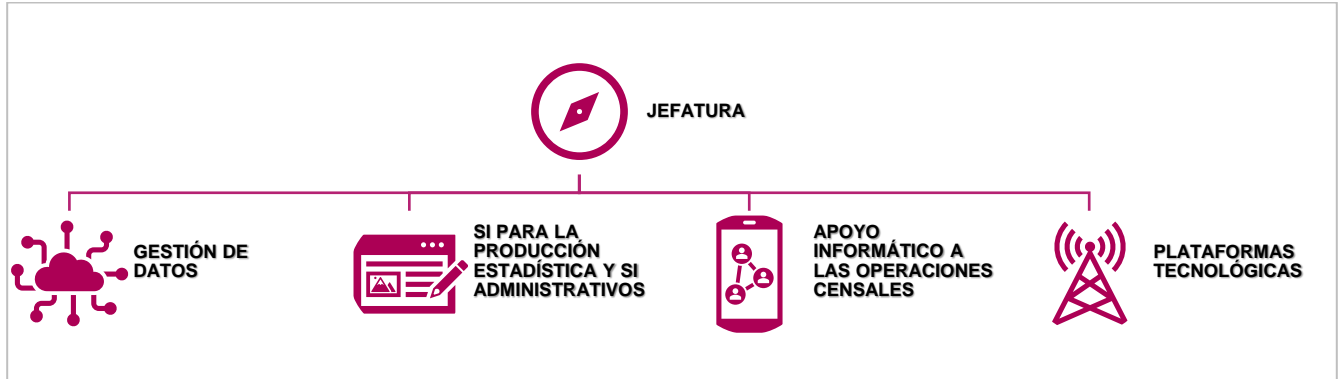 JEFATURA
GESTIÓN DE
DATOS
SI PARA LA
PRODUCCIÓN
ESTADÍSTICA Y SI
ADMINISTRATIVOS
APOYO
INFORMÁTICO A
LAS OPERACIONES
CENSALES
PLATAFORMAS
TECNOLÓGICAS